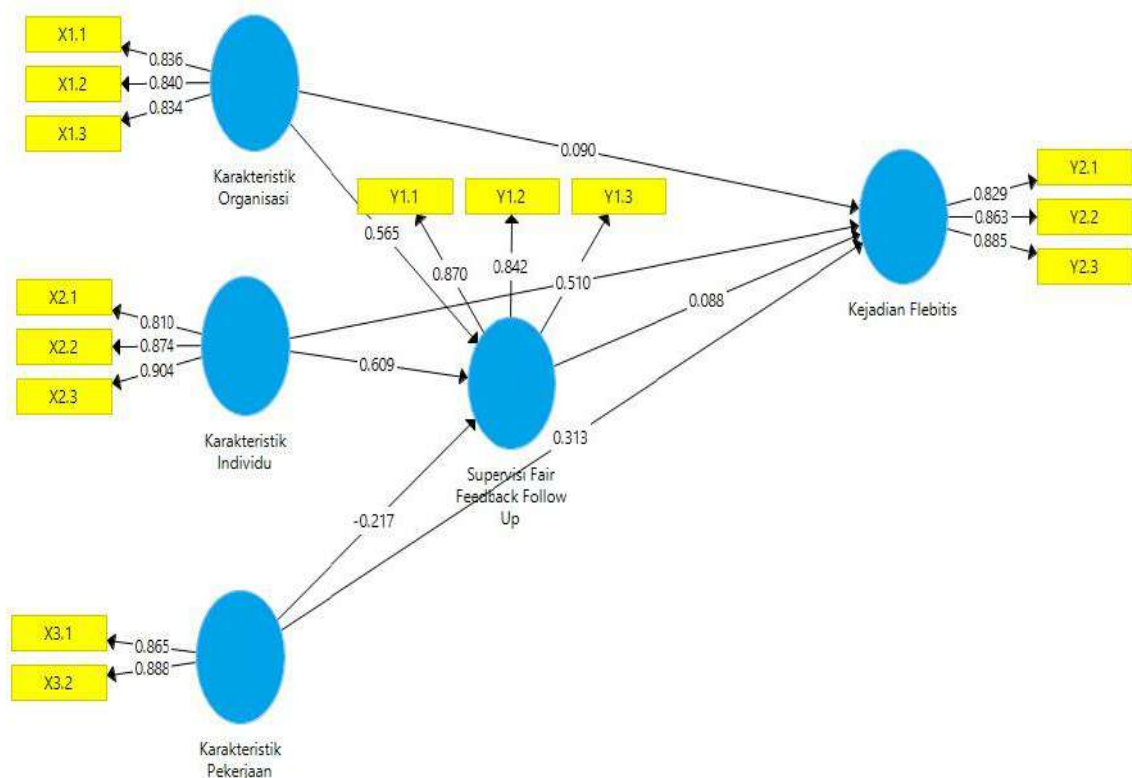 X1.1
0.836
X1.2
0.840
X1.3
0.834
Karakteristik
Organisasi
0.090
0.565
Y1.1
Y1.2
Y1.3
0.870
0.842
0.510
Y2.1
0.829
Y2.2
0.863
Y2.3
0.885
Kejadian Flebitis
X2.1
0.810
X2.2
0.874
X2.3
0.904
Karakteristik
Individu
0.609
0.088
Supervisi Fair
Feedback Follow
Up
0.313
-0.217
X3.1
0.865
X3.2
0.888
Karakteristik
Pekerjaan